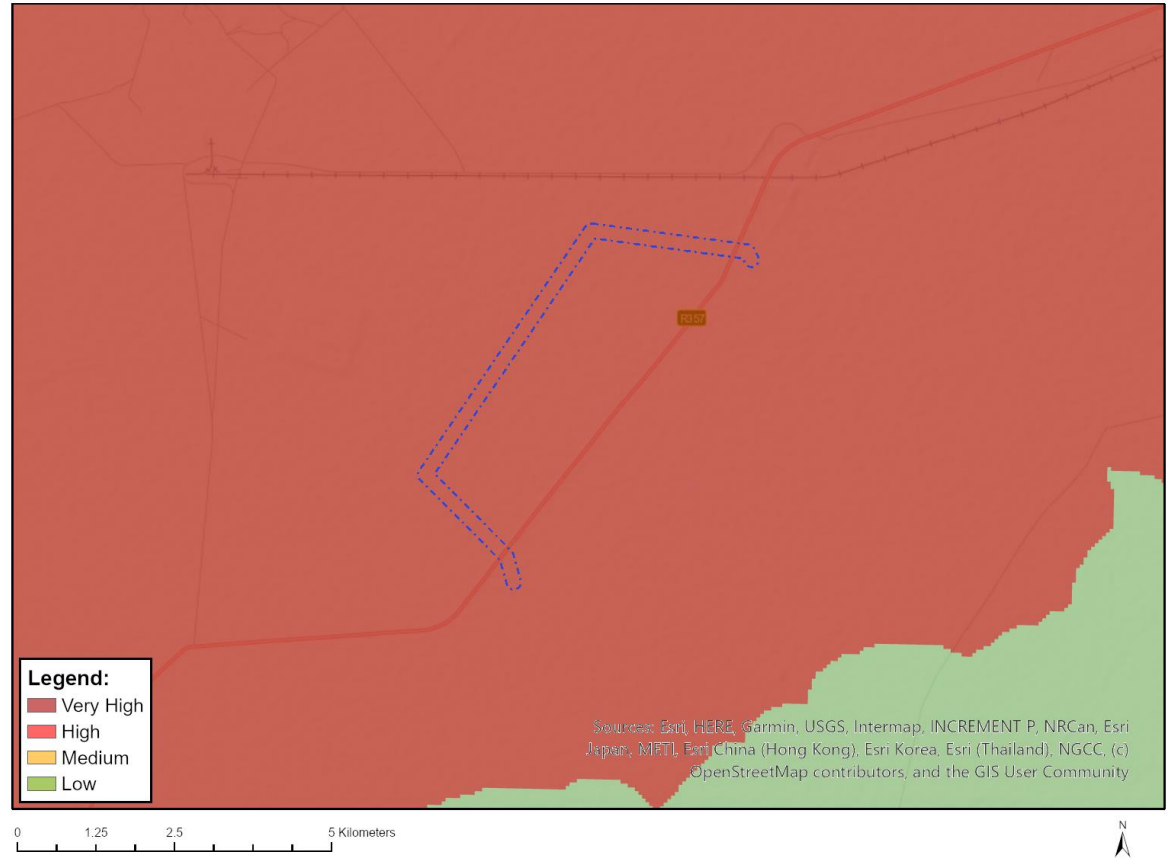 R357
Legend:
Very High
High
Medium
Low
Sources: Esri, HERE, Garmin, USGS, Intermap, INCREMENT P, NRCan, Esri
Japan, METI, Esri China (Hong Kong), Esri Korea, Esri (Thailand), NGCC, (c)
OpenStreetMap contributors, and the GIS User Community
0 1.25 2.5 5 Kilometers
N